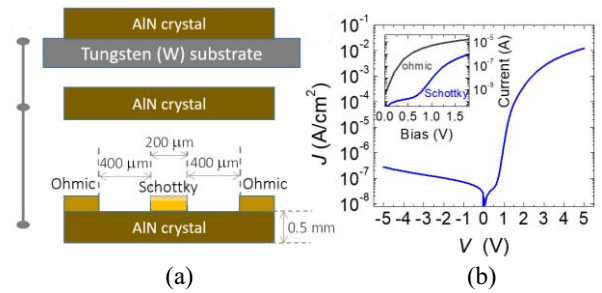 AlN crystal
Tungsten (W) substrate
AlN crystal
200 μm
400 μm
400 μm
Ohmic
Schottky
Ohmic
AlN crystal
0.5 mm
(a)
(b)
J (A/cm²)
10⁻¹
10⁻²
10⁻³
10⁻⁴
10⁻⁵
10⁻⁶
10⁻⁷
10⁻⁸
-5 -4 -3 -2 -1 0 1 2 3 4 5
V (V)
ohmic
Schottky
10⁻⁵
10⁻⁷
10⁻⁹
Current (A)
0.0 0.5 1.0 1.5
Bias (V)